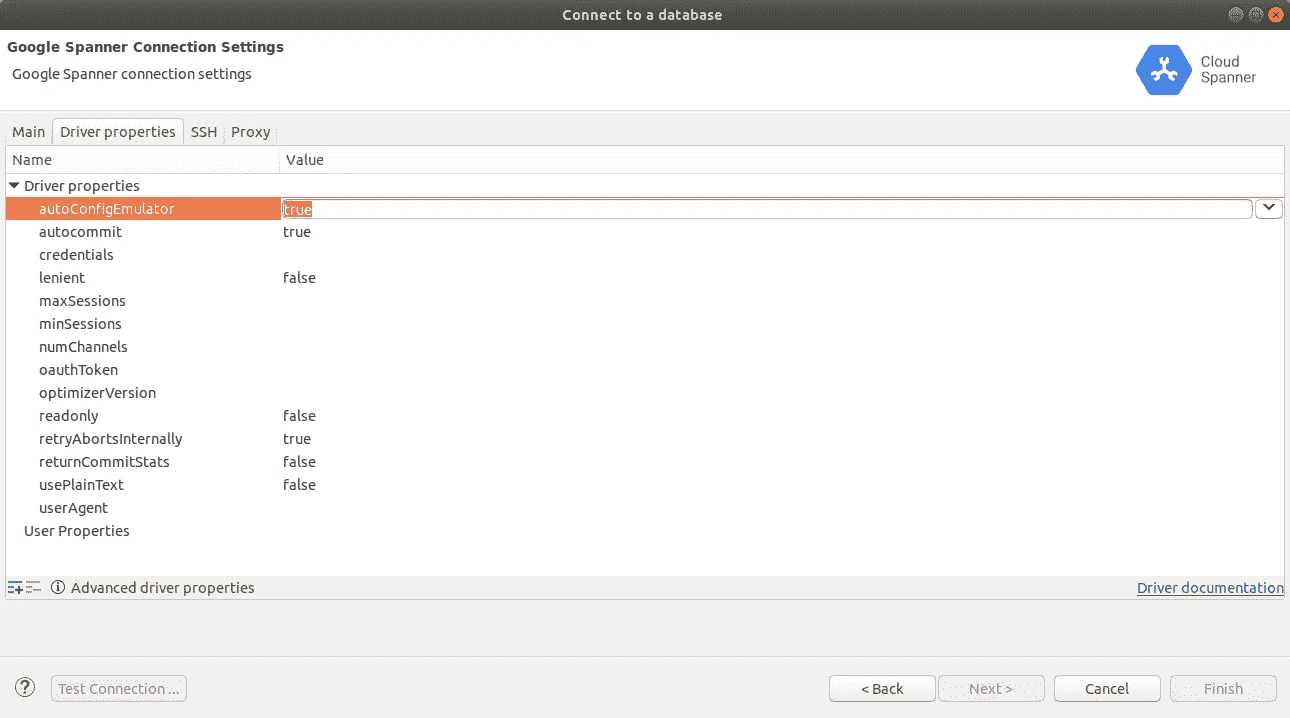 Connect to a database
Google Spanner Connection Settings
Google Spanner connection settings
Cloud
Spanner
Main Driver properties SSH Proxy
Name Value
Driver properties
autoConfigEmulator true
autocommit true
credentials
lenient false
maxSessions
minSessions
numChannels
oauthToken
optimizerVersion
readonly false
retryAbortsInternally true
returnCommitStats false
usePlainText false
userAgent
User Properties
Advanced driver properties Driver documentation
? Test Connection ... < Back Next > Cancel Finish